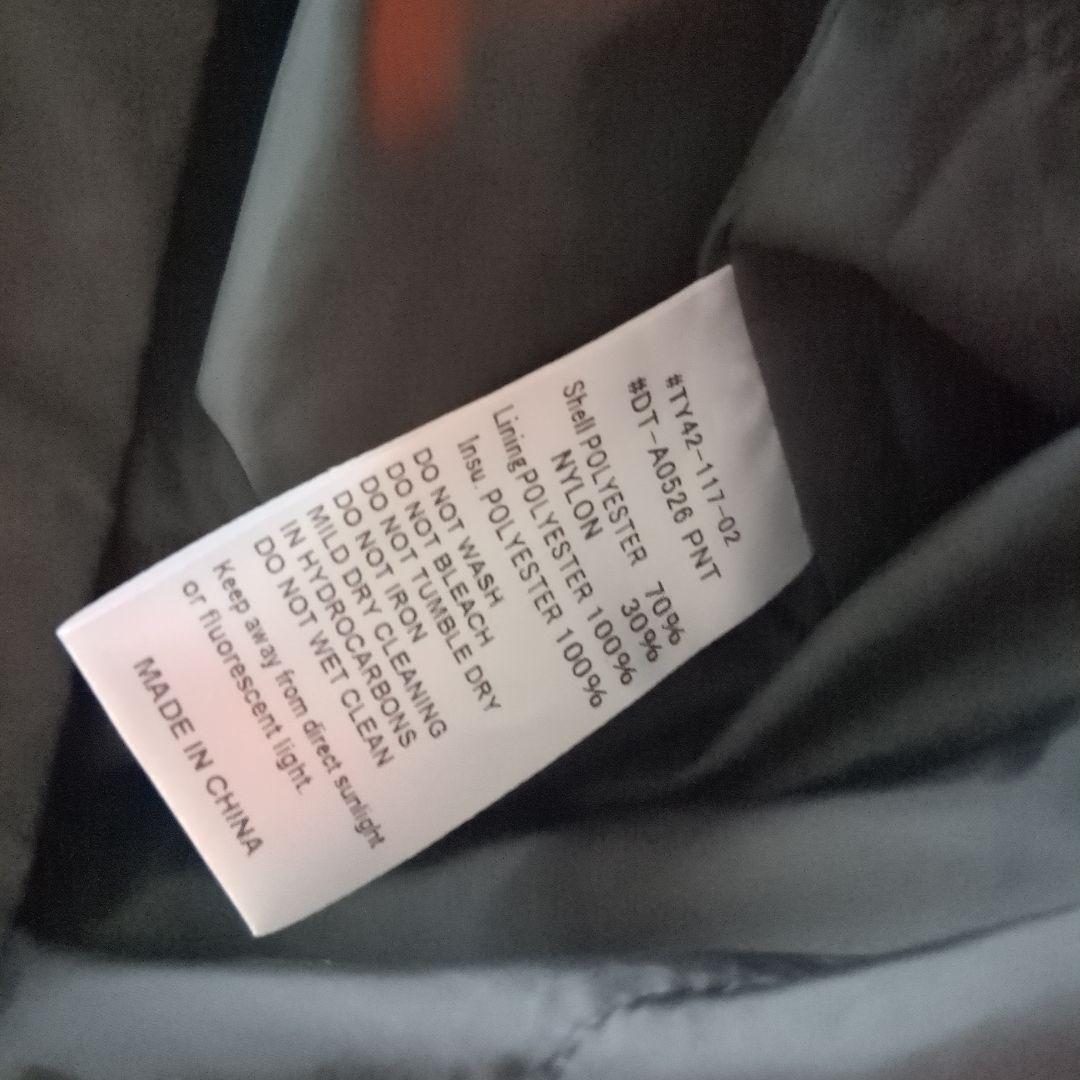 #TY42-117-02
#DT-A0526 PNT
Shell POLYESTER 70%
NYLON 30%
Lining POLYESTER 100%
Insu. POLYESTER 100%
DO NOT WASH
DO NOT BLEACH
DO NOT TUMBLE DRY
DO NOT IRON
MILD DRY CLEANING
IN HYDROCARBONS
DO NOT WET CLEAN
Keep away from direct sunlight
or fluorescent light.
MADE IN CHINA